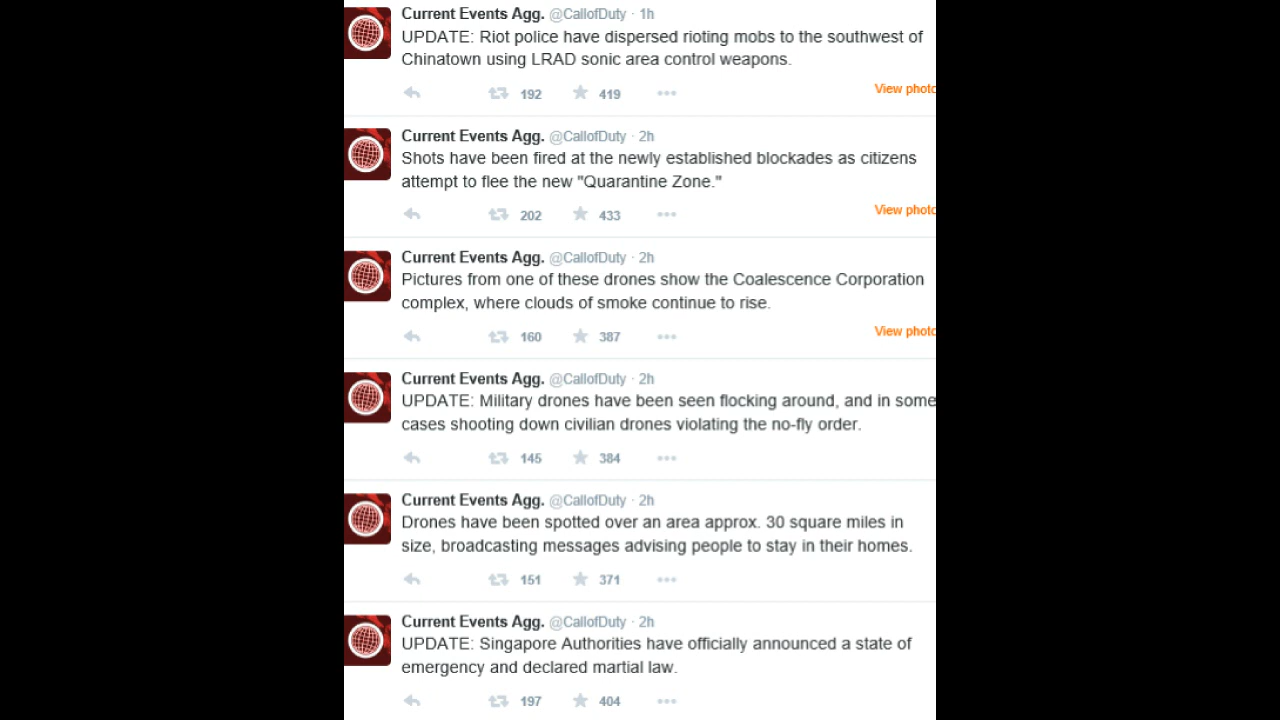 Current Events Agg. @CallofDuty · 1h
UPDATE: Riot police have dispersed rioting mobs to the southwest of
Chinatown using LRAD sonic area control weapons.
192 419 View photo
Current Events Agg. @CallofDuty · 2h
Shots have been fired at the newly established blockades as citizens
attempt to flee the new "Quarantine Zone."
202 433 View photo
Current Events Agg. @CallofDuty · 2h
Pictures from one of these drones show the Coalescence Corporation
complex, where clouds of smoke continue to rise.
160 387 View photo
Current Events Agg. @CallofDuty · 2h
UPDATE: Military drones have been seen flocking around, and in some
cases shooting down civilian drones violating the no-fly order.
145 384
Current Events Agg. @CallofDuty · 2h
Drones have been spotted over an area approx. 30 square miles in
size, broadcasting messages advising people to stay in their homes.
151 371
Current Events Agg. @CallofDuty · 2h
UPDATE: Singapore Authorities have officially announced a state of
emergency and declared martial law.
197 404